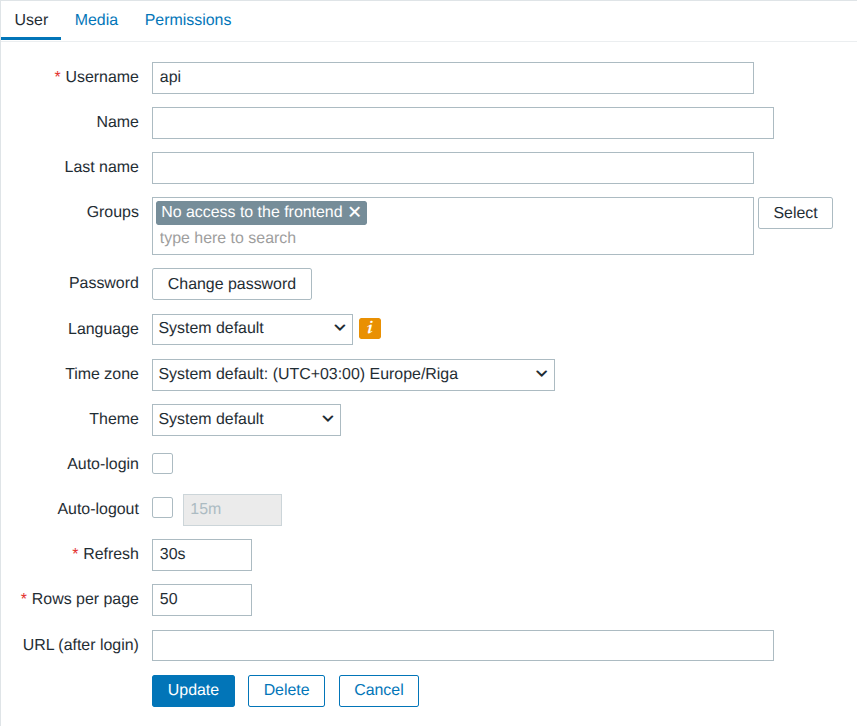 User Media Permissions
* Username api
Name
Last name
Groups No access to the frontend ✕ Select
type here to search
Password Change password
Language System default i
Time zone System default: (UTC+03:00) Europe/Riga
Theme System default
Auto-login
Auto-logout 15m
* Refresh 30s
* Rows per page 50
URL (after login)
Update Delete Cancel